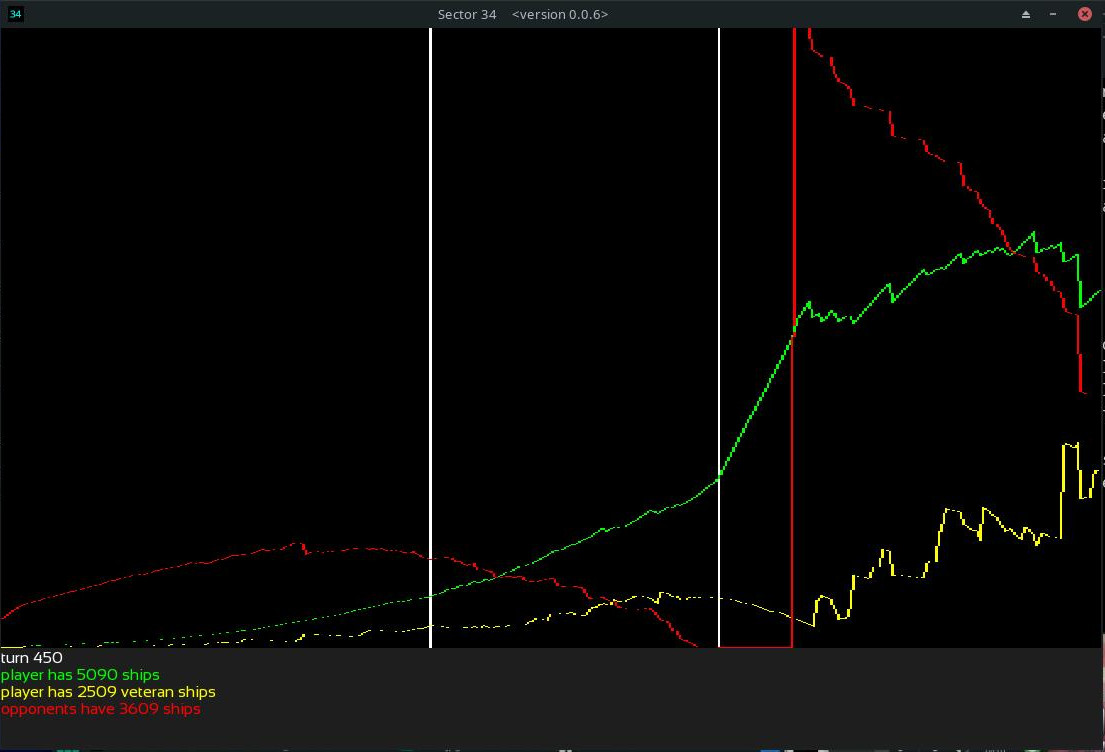 34
Sector 34 <version 0.0.6>
turn 450
player has 5090 ships
player has 2509 veteran ships
opponents have 3609 ships